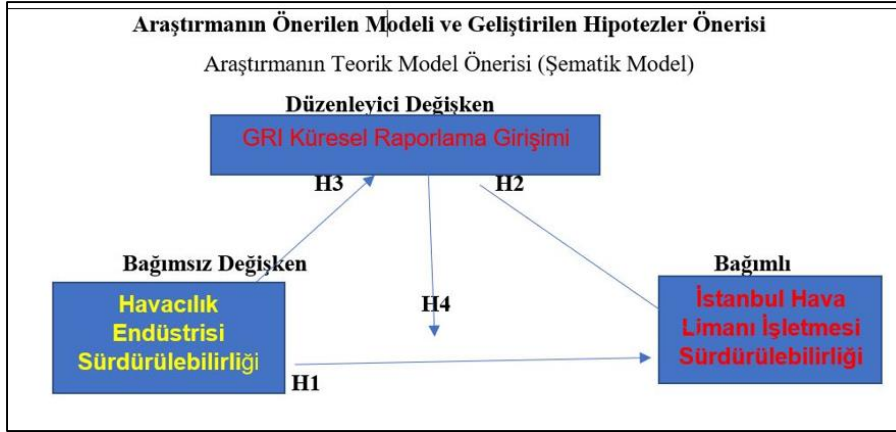 Araştırmanın Önerilen Modeli ve Geliştirilen Hipotezler Önerisi
Araştırmanın Teorik Model Önerisi (Şematik Model)
Düzenleyici Değişken
GRI Küresel Raporlama Girişimi
H3
H2
Bağımsız Değişken
Bağımlı
Havacılık
Endüstrisi
Sürdürülebilirliği
H4
İstanbul Hava
Limanı İşletmesi
Sürdürülebilirliği
H1